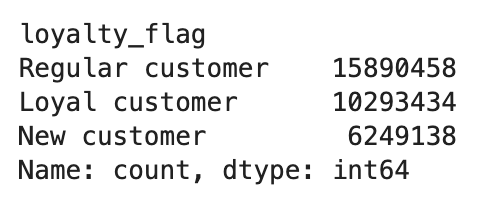 loyalty_flag
Regular customer    15890458
Loyal customer      10293434
New customer         6249138
Name: count, dtype: int64